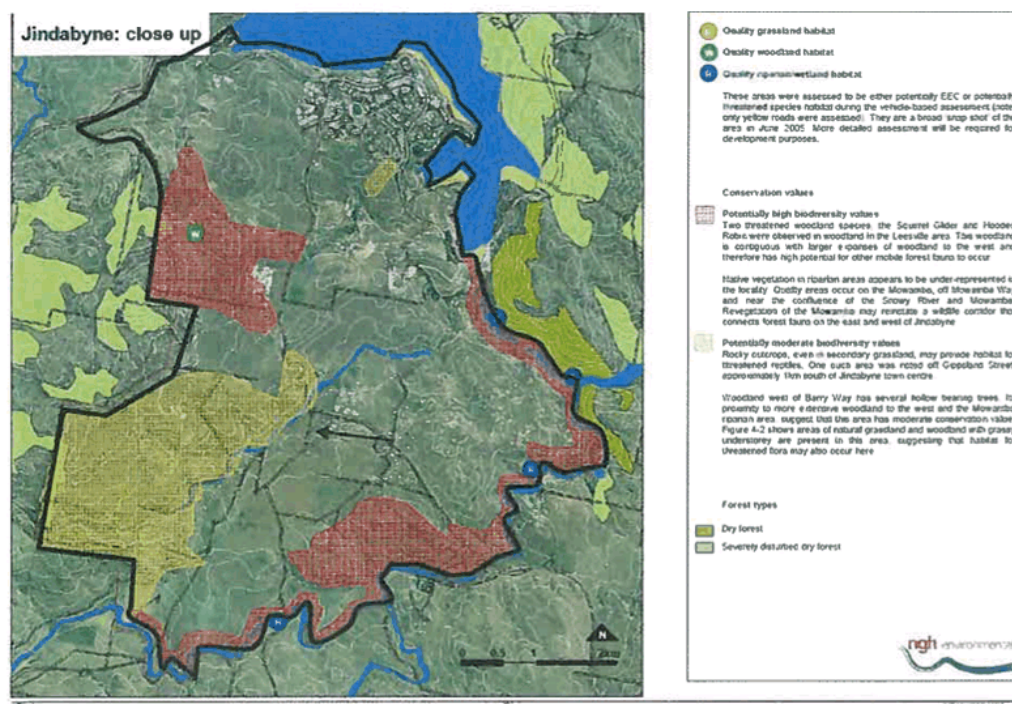 Jindabyne: close up
N
0 0.5 1 2km
Quality grassland habitat
Quality woodland habitat
Quality riparian/wetland habitat
These areas were assessed to be either potentially EEC or potentially
threatened species habitat during the vehicle-based assessment (note
only yellow roads were assessed). They are a broad 'snap shot' of the
area in June 2005. More detailed assessment will be required for
development purposes.
Conservation values
Potentially high biodiversity values
Two threatened woodland species, the Squirrel Glider and Hooded
Robin were observed in woodland in the Leesville area. This woodland
is contiguous with larger expanses of woodland to the west and
therefore has high potential for other mobile forest fauna to occur
Native vegetation in riparian areas appears to be under-represented in
the locality. Quality areas occur on the Mowamba, off Mowamba Way
and near the confluence of the Snowy River and Mowamba.
Revegetation of the Mowamba may reinstate a wildlife corridor that
connects forest fauna on the east and west of Jindabyne
Potentially moderate biodiversity values
Rocky outcrops, even in secondary grassland, may provide habitat for
threatened reptiles. One such area was noted off Gippsland Street
approximately 1km south of Jindabyne town centre
Woodland west of Barry Way has several hollow bearing trees. Its
proximity to more extensive woodland to the west and the Mowamba
riparian area, suggest that this area has moderate conservation value.
Figure 4-2 shows areas of natural grassland and woodland with grassy
understorey are present in this area, suggesting that habitat for
threatened flora may also occur here
Forest types
Dry forest
Severely disturbed dry forest
ngh environmental